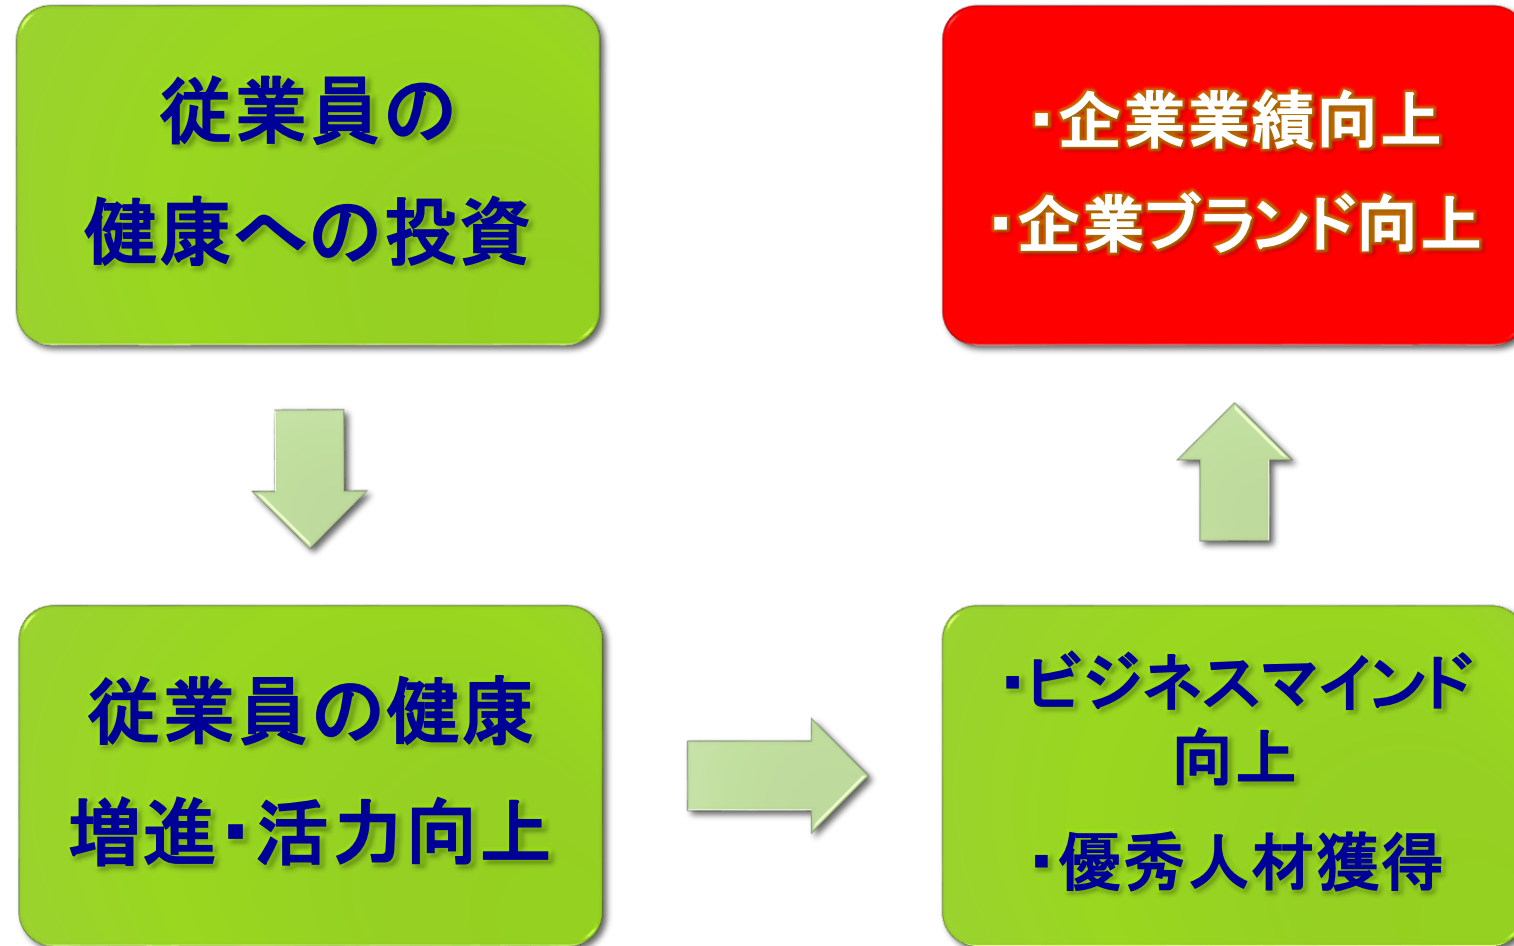 従業員の
健康への投資
従業員の健康
増進・活力向上
・ビジネスマインド
向上
・優秀人材獲得
・企業業績向上
・企業ブランド向上